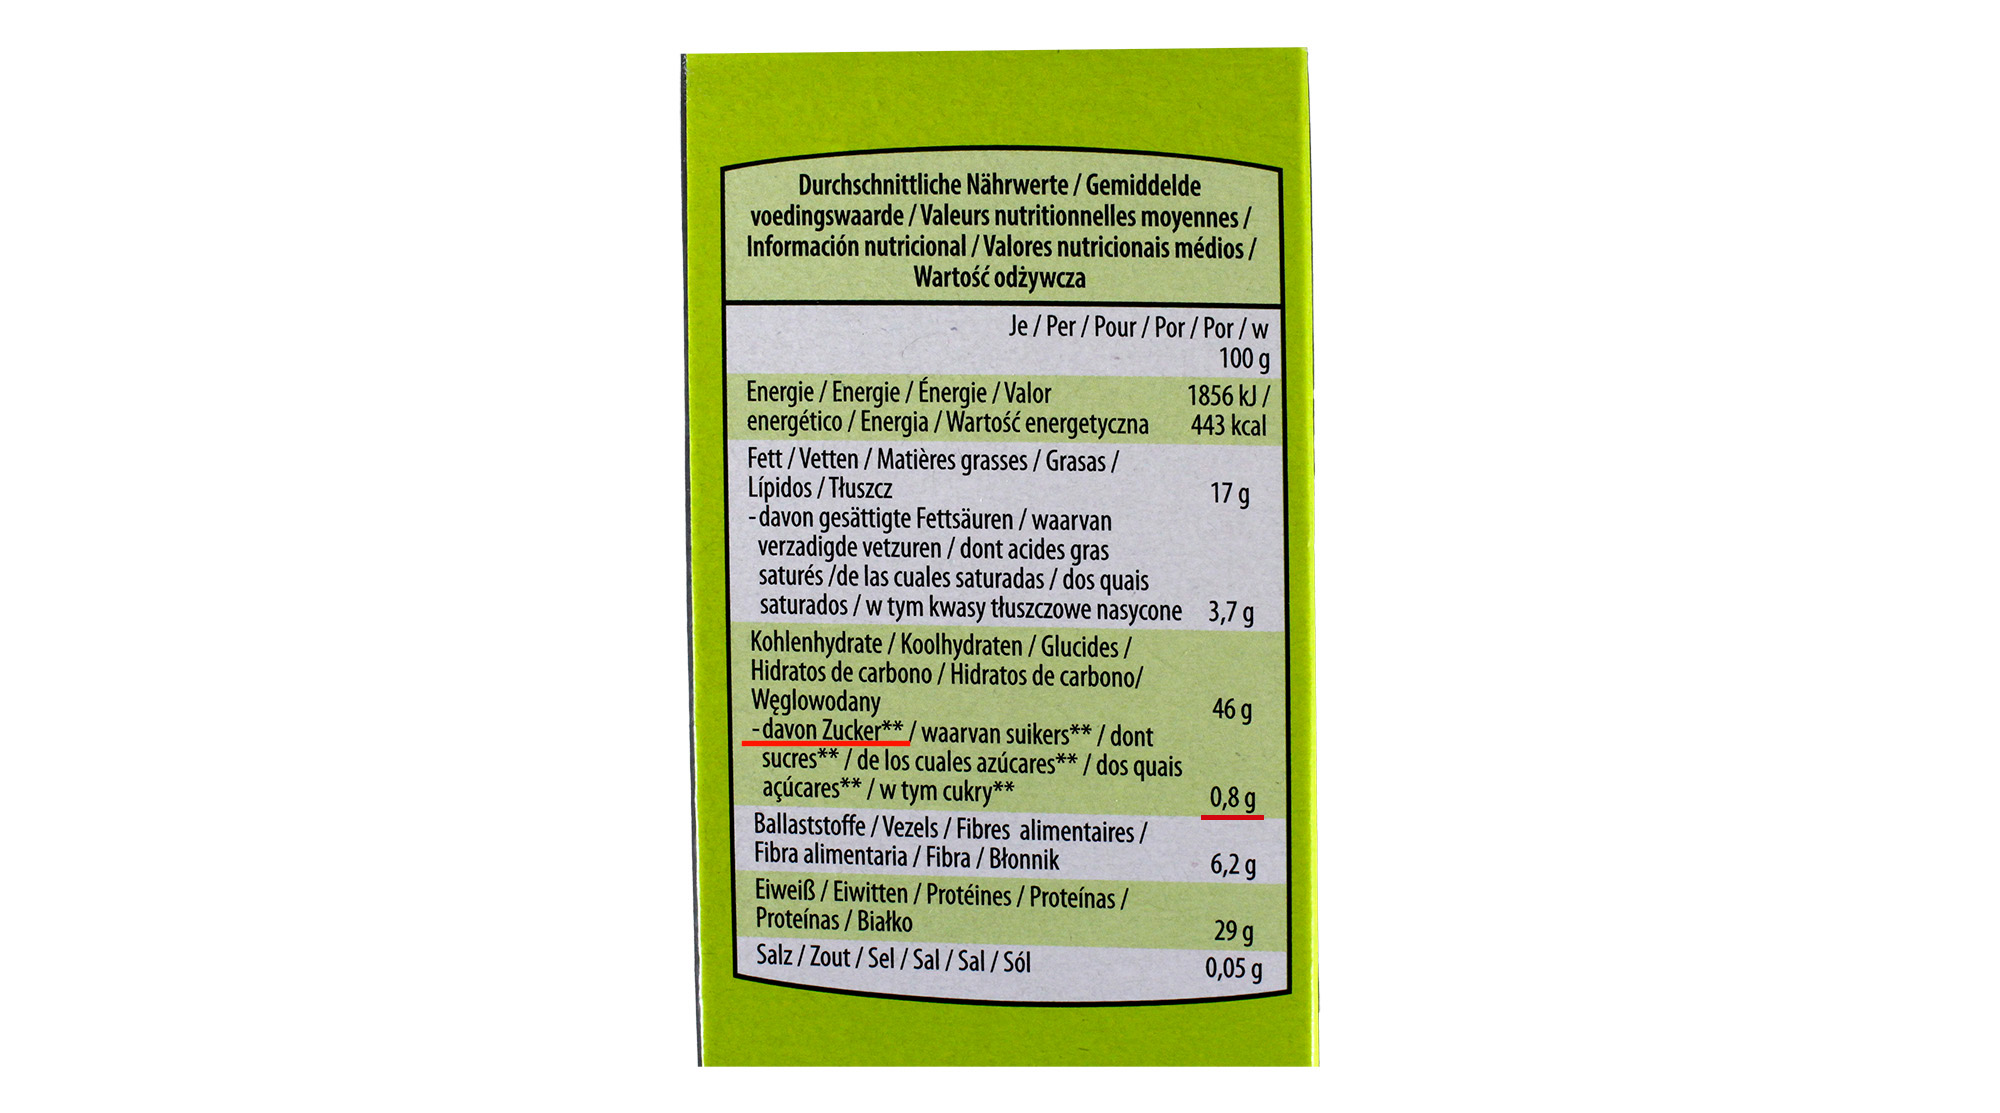 Durchschnittliche Nährwerte / Gemiddelde
voedingswaarde / Valeurs nutritionnelles moyennes /
Información nutricional / Valores nutricionais médios /
Wartość odżywcza
Je / Per / Pour / Por / Por / w
100 g
Energie / Energie / Énergie / Valor 1856 kJ /
energético / Energia / Wartość energetyczna 443 kcal
Fett / Vetten / Matières grasses / Grasas /
Lípidos / Tłuszcz 17 g
- davon gesättigte Fettsäuren / waarvan
verzadigde vetzuren / dont acides gras
saturés /de las cuales saturadas / dos quais
saturados / w tym kwasy tłuszczowe nasycone 3,7 g
Kohlenhydrate / Koolhydraten / Glucides /
Hidratos de carbono / Hidratos de carbono/
Węglowodany 46 g
- davon Zucker** / waarvan suikers** / dont
sucres** / de los cuales azúcares** / dos quais
açúcares** / w tym cukry** 0,8 g
Ballaststoffe / Vezels / Fibres alimentaires /
Fibra alimentaria / Fibra / Błonnik 6,2 g
Eiweiß / Eiwitten / Protéines / Proteínas /
Proteínas / Białko 29 g
Salz / Zout / Sel / Sal / Sal / Sól 0,05 g